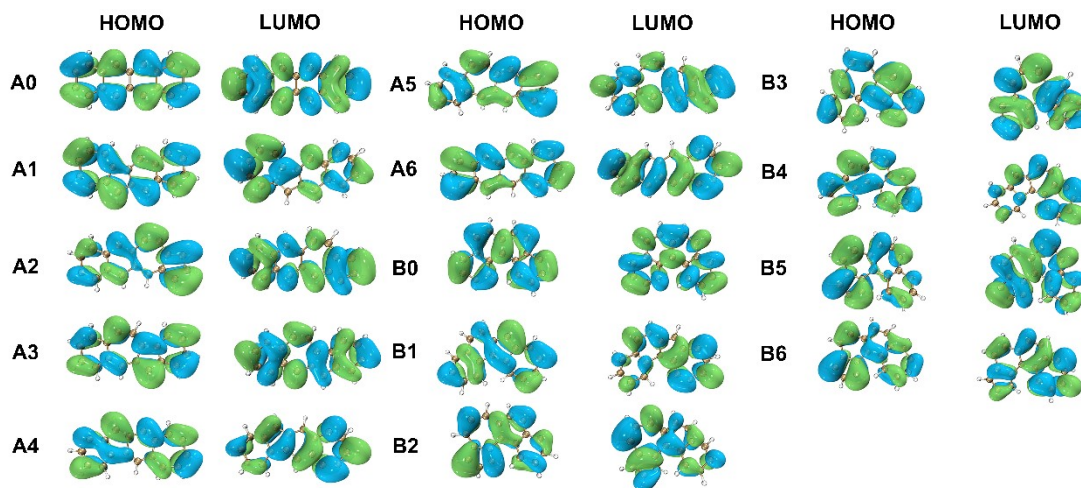 HOMO LUMO HOMO LUMO HOMO LUMO
A0 A5 B3
A1 A6 B4
A2 B0 B5
A3 B1 B6
A4 B2